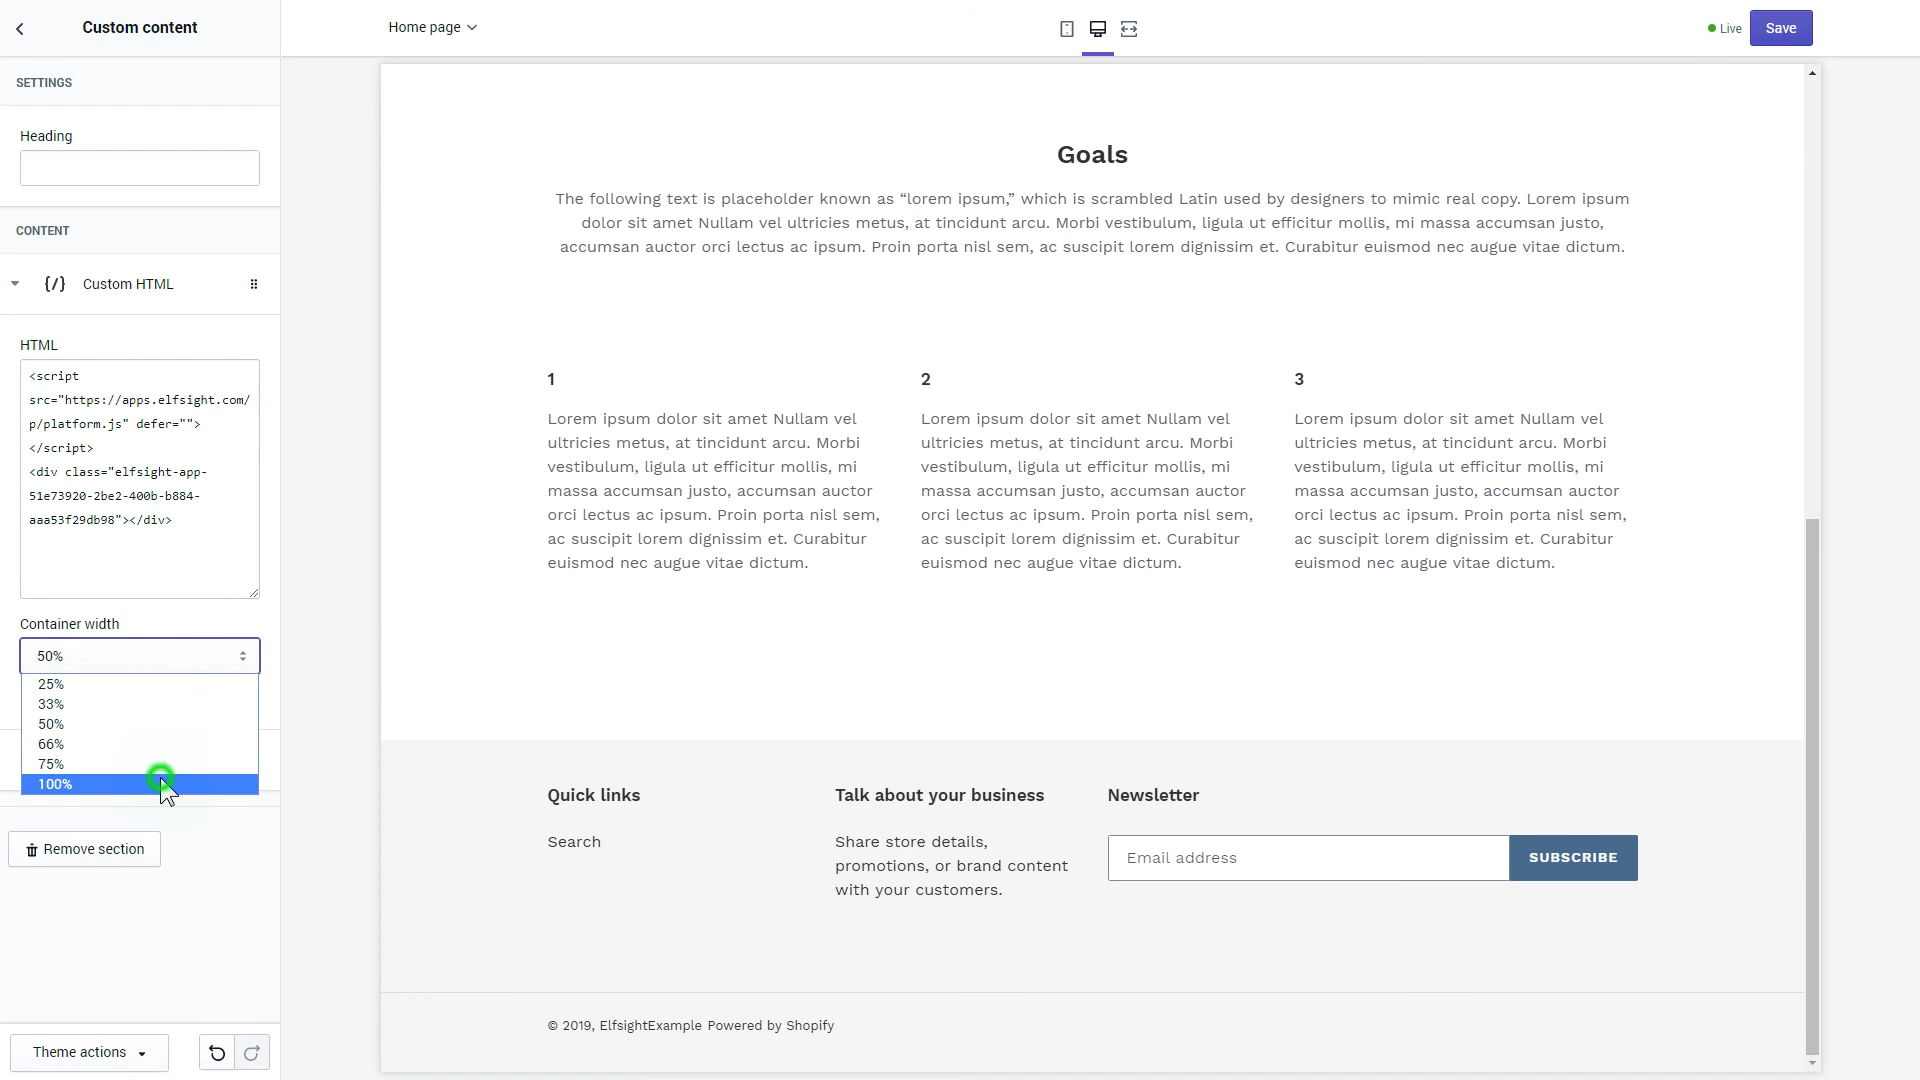 Custom content
Home page
Live
Save
SETTINGS
Heading
CONTENT
{/} Custom HTML
HTML
<script
src="https://apps.elfsight.com/
p/platform.js" defer="">
</script>
<div class="elfsight-app-
51e73920-2be2-400b-b884-
aaa53f29db98"></div>
Container width
50%
25%
33%
50%
66%
75%
100%
Remove section
Theme actions
Goals
The following text is placeholder known as “lorem ipsum,” which is scrambled Latin used by designers to mimic real copy. Lorem ipsum
dolor sit amet Nullam vel ultricies metus, at tincidunt arcu. Morbi vestibulum, ligula ut efficitur mollis, mi massa accumsan justo,
accumsan auctor orci lectus ac ipsum. Proin porta nisl sem, ac suscipit lorem dignissim et. Curabitur euismod nec augue vitae dictum.
1
Lorem ipsum dolor sit amet Nullam vel
ultricies metus, at tincidunt arcu. Morbi
vestibulum, ligula ut efficitur mollis, mi
massa accumsan justo, accumsan auctor
orci lectus ac ipsum. Proin porta nisl sem,
ac suscipit lorem dignissim et. Curabitur
euismod nec augue vitae dictum.
2
Lorem ipsum dolor sit amet Nullam vel
ultricies metus, at tincidunt arcu. Morbi
vestibulum, ligula ut efficitur mollis, mi
massa accumsan justo, accumsan auctor
orci lectus ac ipsum. Proin porta nisl sem,
ac suscipit lorem dignissim et. Curabitur
euismod nec augue vitae dictum.
3
Lorem ipsum dolor sit amet Nullam vel
ultricies metus, at tincidunt arcu. Morbi
vestibulum, ligula ut efficitur mollis, mi
massa accumsan justo, accumsan auctor
orci lectus ac ipsum. Proin porta nisl sem,
ac suscipit lorem dignissim et. Curabitur
euismod nec augue vitae dictum.
Quick links
Search
Talk about your business
Share store details,
promotions, or brand content
with your customers.
Newsletter
Email address
SUBSCRIBE
© 2019, ElfsightExample Powered by Shopify